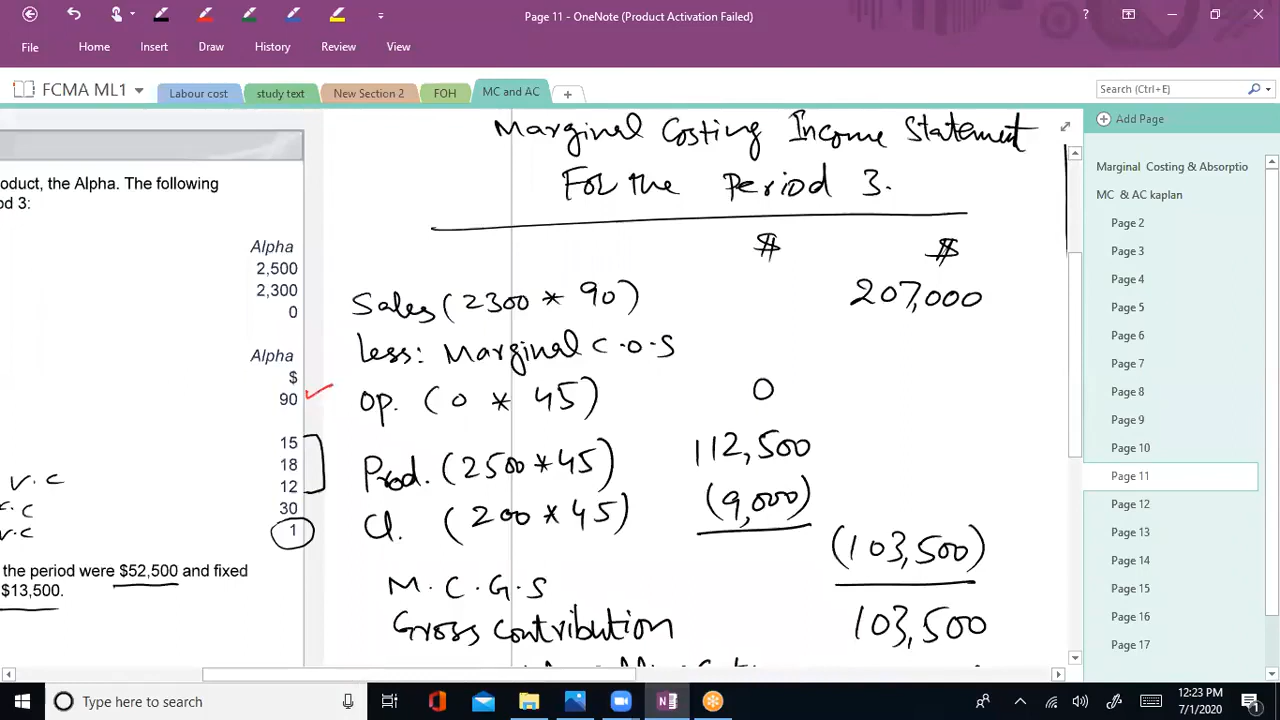 Page 11 - OneNote (Product Activation Failed)
File Home Insert Draw History Review View
FCMA ML1 Labour cost study text New Section 2 FOH MC and AC
Search (Ctrl+E)
Add Page
Marginal Costing & Absorptio
MC & AC kaplan
Page 2
Page 3
Page 4
Page 5
Page 6
Page 7
Page 8
Page 9
Page 10
Page 11
Page 12
Page 13
Page 14
Page 15
Page 16
Page 17
oduct, the Alpha. The following
od 3:
Alpha
2,500
2,300
0
Alpha
$
90
15
18
12
30
1
v.c
.c
v.c
the period were $52,500 and fixed
$13,500.
Marginal Costing Income Statement
For the Period 3.
$ $
Sales (2300 * 90) 207,000
less: Marginal C.O.S
Op. (0 * 45) 0
Prod. (2500 * 45) 112,500
Cl. (200 * 45) (9,000)
(103,500)
M.C.G.S
Gross Contribution 103,500
Type here to search
12:23 PM
7/1/2020